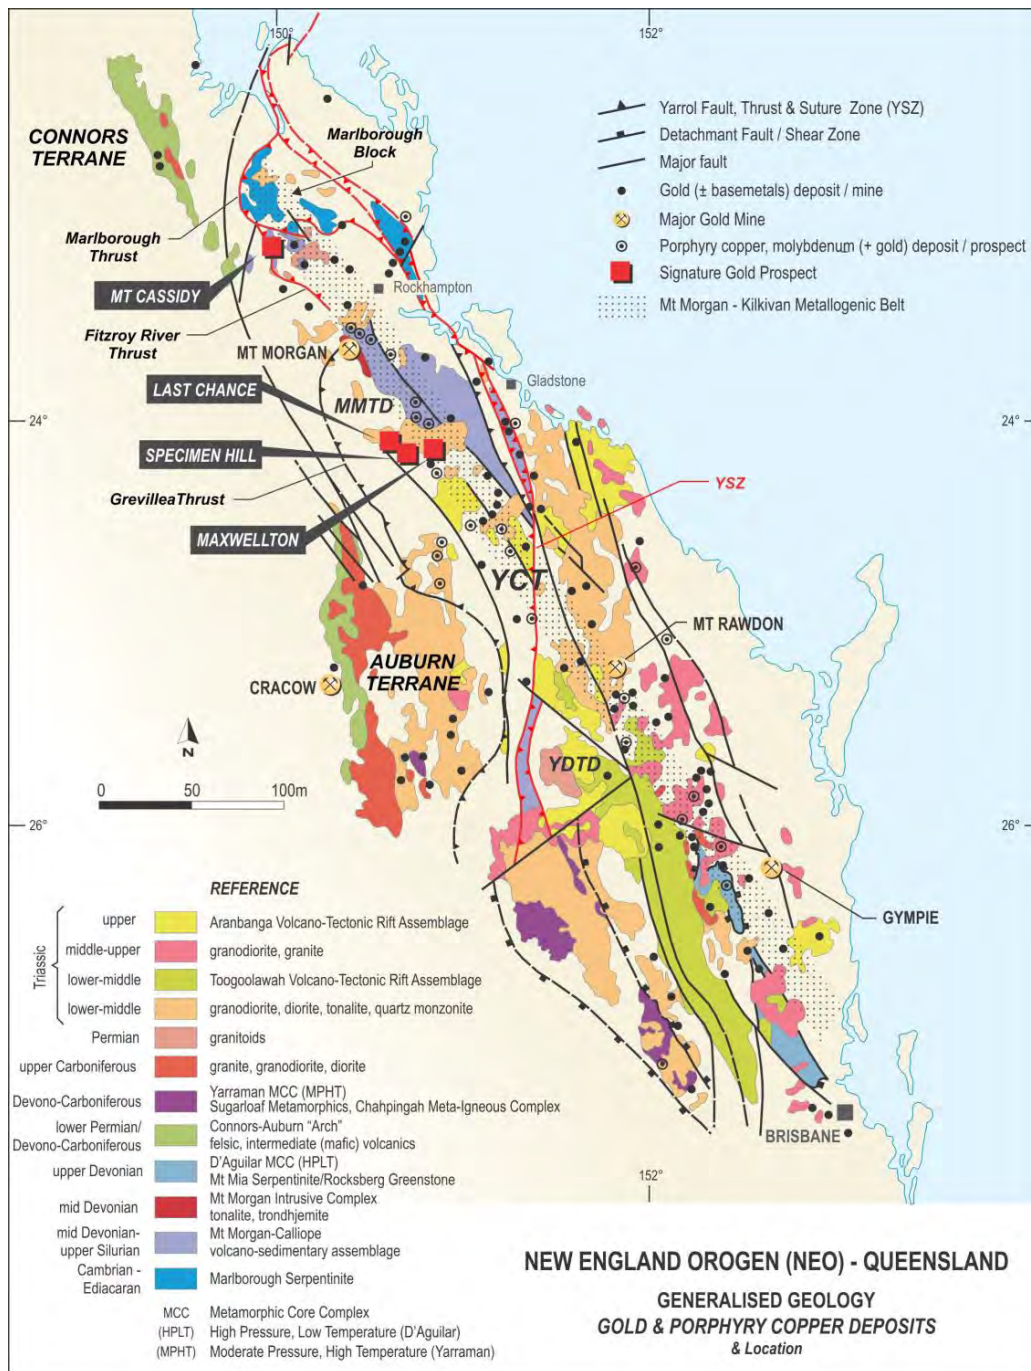 150°
152°
CONNORS
TERRANE
Marlborough
Block
Yarrol Fault, Thrust & Suture Zone (YSZ)
Detachmant Fault / Shear Zone
Major fault
Gold (± basemetals) deposit / mine
Major Gold Mine
Porphyry copper, molybdenum (+ gold) deposit / prospect
Signature Gold Prospect
Mt Morgan - Kilkivan Metallogenic Belt
Marlborough
Thrust
MT CASSIDY
Rockhampton
Fitzroy River
Thrust
MT MORGAN
LAST CHANCE
MMTD
Gladstone
24°
24°
SPECIMEN HILL
GrevilleaThrust
YSZ
MAXWELLTON
YCT
MT RAWDON
AUBURN
TERRANE
CRACOW
N
YDTD
0
50
100m
26°
26°
GYMPIE
BRISBANE
152°
REFERENCE
Triassic
upper
Aranbanga Volcano-Tectonic Rift Assemblage
middle-upper
granodiorite, granite
lower-middle
Toogoolawah Volcano-Tectonic Rift Assemblage
lower-middle
granodiorite, diorite, tonalite, quartz monzonite
Permian
granitoids
upper Carboniferous
granite, granodiorite, diorite
Devono-Carboniferous
Yarraman MCC (MPHT)
Sugarloaf Metamorphics, Chahpingah Meta-Igneous Complex
lower Permian/
Devono-Carboniferous
Connors-Auburn “Arch”
felsic, intermediate (mafic) volcanics
upper Devonian
D’Aguilar MCC (HPLT)
Mt Mia Serpentinite/Rocksberg Greenstone
mid Devonian
Mt Morgan Intrusive Complex
tonalite, trondhjemite
mid Devonian-
upper Silurian
Mt Morgan-Calliope
volcano-sedimentary assemblage
Cambrian -
Ediacaran
Marlborough Serpentinite
MCC Metamorphic Core Complex
(HPLT) High Pressure, Low Temperature (D’Aguilar)
(MPHT) Moderate Pressure, High Temperature (Yarraman)
NEW ENGLAND OROGEN (NEO) - QUEENSLAND
GENERALISED GEOLOGY
GOLD & PORPHYRY COPPER DEPOSITS
& Location